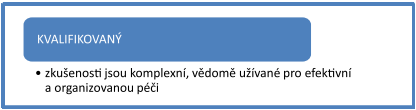 KVALIFIKOVANÝ
• zkušenosti jsou komplexní, vědomě užívané pro efektivní
a organizovanou péči